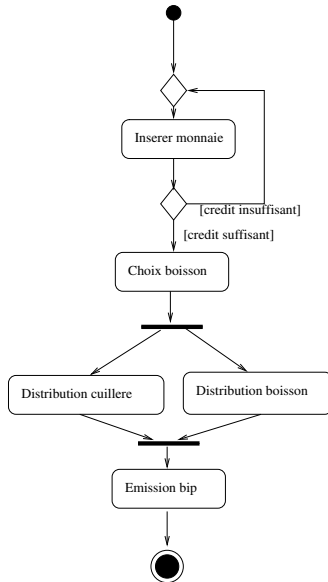 Inserer monnaie
[credit insuffisant]
[credit suffisant]
Choix boisson
Distribution cuillere
Distribution boisson
Emission bip